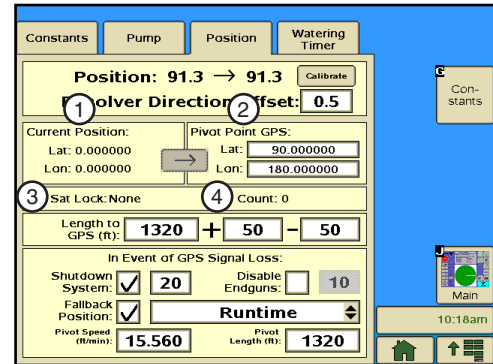 Constants Pump Position Watering Timer
Position: 91.3 → 91.3 Calibrate
Direction Offset: 0.5
1 2
Current Position: Pivot Point GPS:
Lat: 0.000000 → Lat: 90.000000
Lon: 0.000000 Lon: 180.000000
3 Sat Lock: None 4 Count: 0
Length to GPS (ft): 1320 + 50 - 50
In Event of GPS Signal Loss:
Shutdown System: 20 Disable Endguns: 10
Fallback Position: Runtime
Pivot Speed (ft/min): 15.560 Pivot Length (ft): 1320
G
Con-
stants
J
Main
10:18am